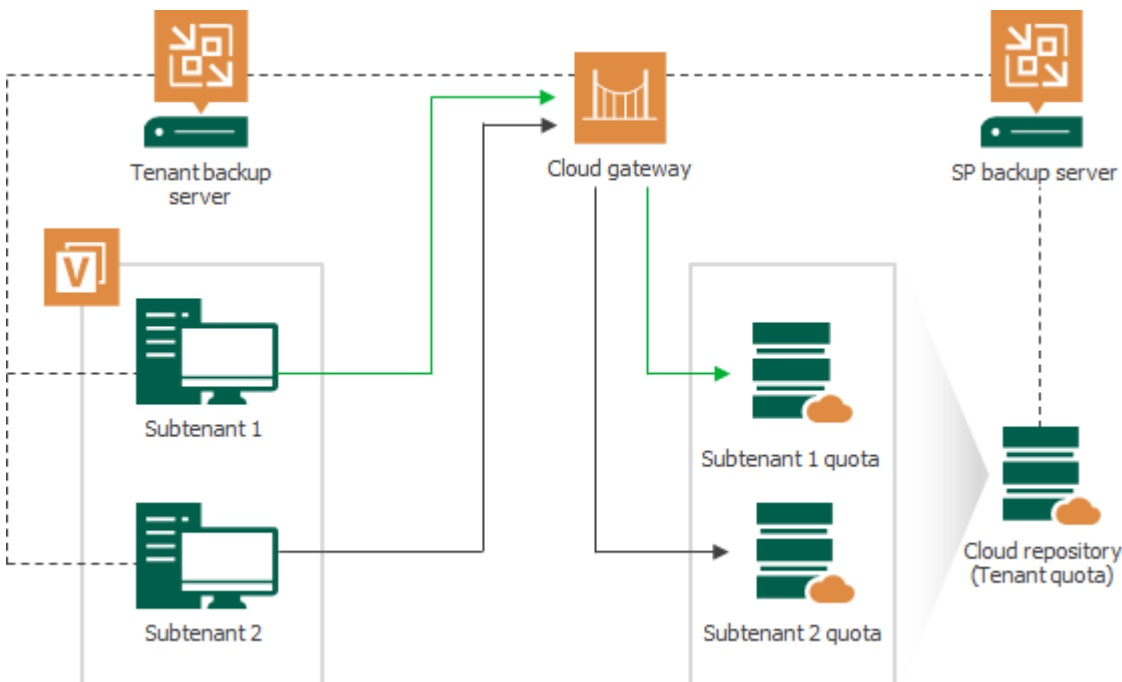 Tenant backup
server
Cloud gateway
SP backup server
V
Subtenant 1
Subtenant 1 quota
Cloud repository
(Tenant quota)
Subtenant 2
Subtenant 2 quota